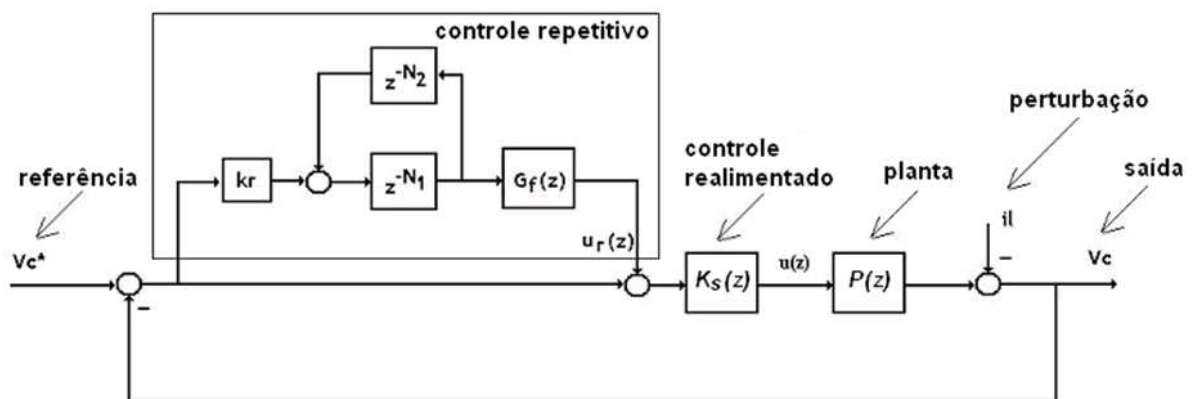 controle repetitivo
z^-N2
kr
z^-N1
Gf(z)
ur(z)
referência
Vc*
-
controle
realimentado
Ks(z)
u(z)
planta
P(z)
perturbação
il
-
saída
Vc